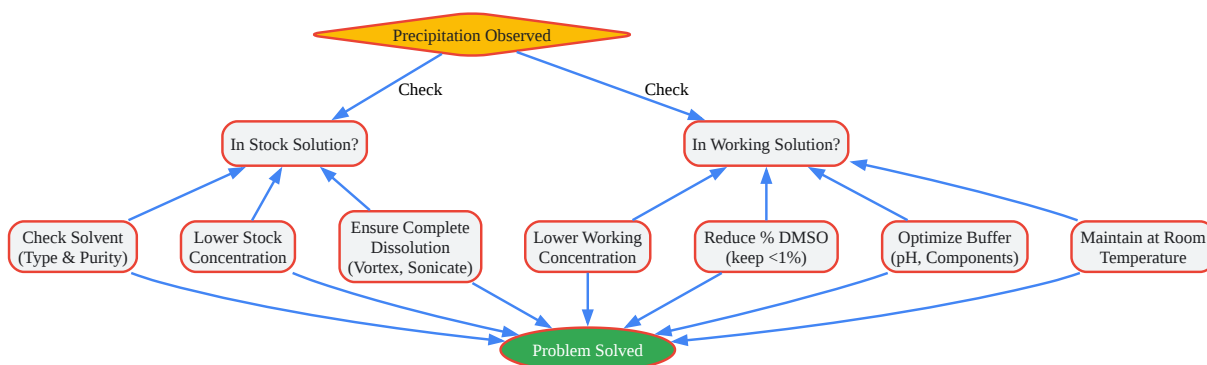 Precipitation Observed
Check
Check
In Stock Solution?
In Working Solution?
Check Solvent
(Type & Purity)
Lower Stock
Concentration
Ensure Complete
Dissolution
(Vortex, Sonicate)
Lower Working
Concentration
Reduce % DMSO
(keep <1%)
Optimize Buffer
(pH, Components)
Maintain at Room
Temperature
Problem Solved